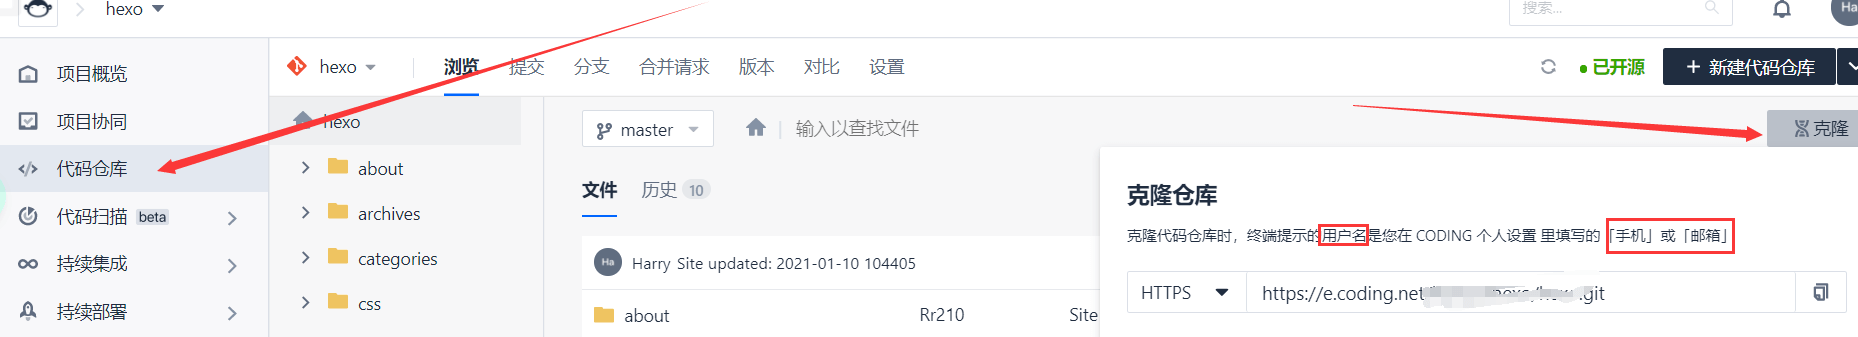 hexo
搜索...
Ha
项目概览
项目协同
代码仓库
代码扫描 beta
持续集成
持续部署
hexo
浏览 提交 分支 合并请求 版本 对比 设置
已开源
+ 新建代码仓库
hexo
about
archives
categories
css
master
输入以查找文件
克隆
文件 历史 10
Ha Harry Site updated: 2021-01-10 104405
about Rr210 Site
克隆仓库
克隆代码仓库时，终端提示的用户名是您在 CODING 个人设置 里填写的「手机」或「邮箱」
HTTPS https://e.coding.net/ .git